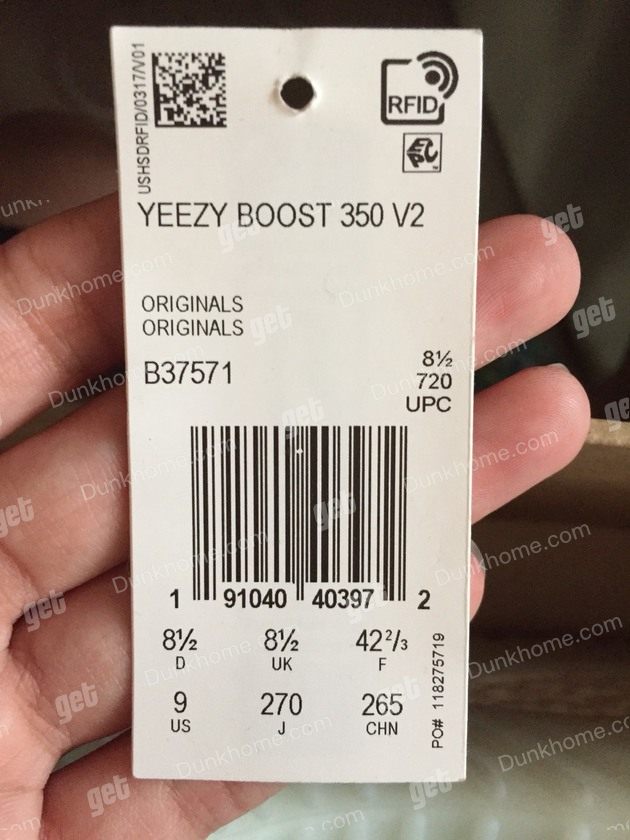 USHSDRFID/0317/V01
RFID
EPC
YEEZY BOOST 350 V2
ORIGINALS
ORIGINALS
B37571
8½
720
UPC
1 91040 40397 2
8½ 8½ 42²/₃
D UK F
9 270 265
US J CHN
PO# 118275719
Dunkhome.com
get